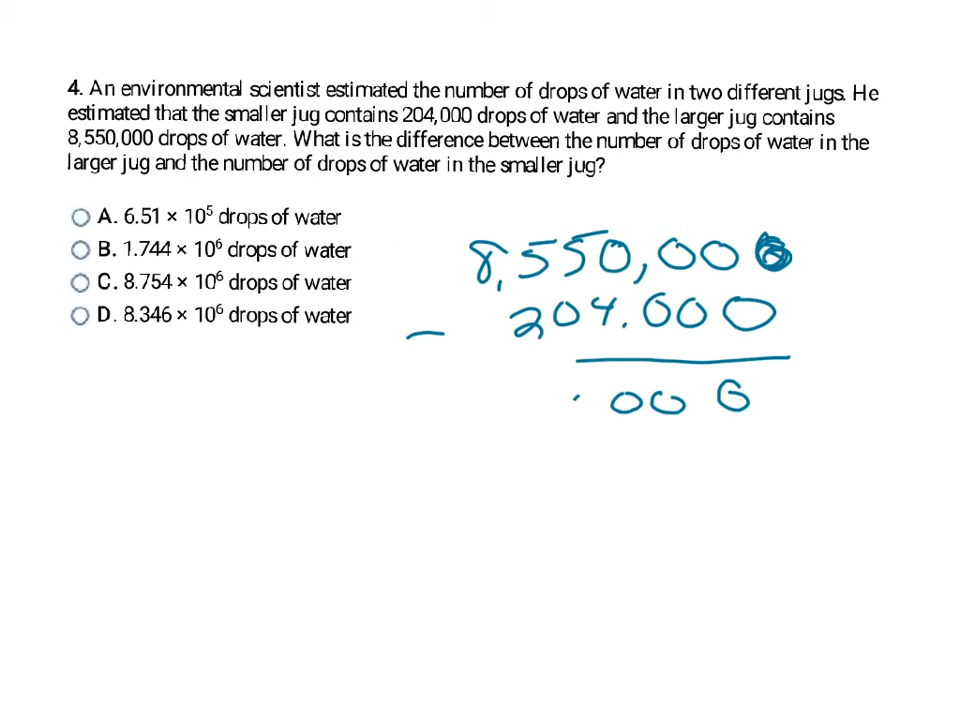 4. An environmental scientist estimated the number of drops of water in two different jugs. He
estimated that the smaller jug contains 204,000 drops of water and the larger jug contains
8,550,000 drops of water. What is the difference between the number of drops of water in the
larger jug and the number of drops of water in the smaller jug?
A. 6.51 × 10⁵ drops of water
B. 1.744 × 10⁶ drops of water
C. 8.754 × 10⁶ drops of water
D. 8.346 × 10⁶ drops of water
8,550,000
− 204.000
.000